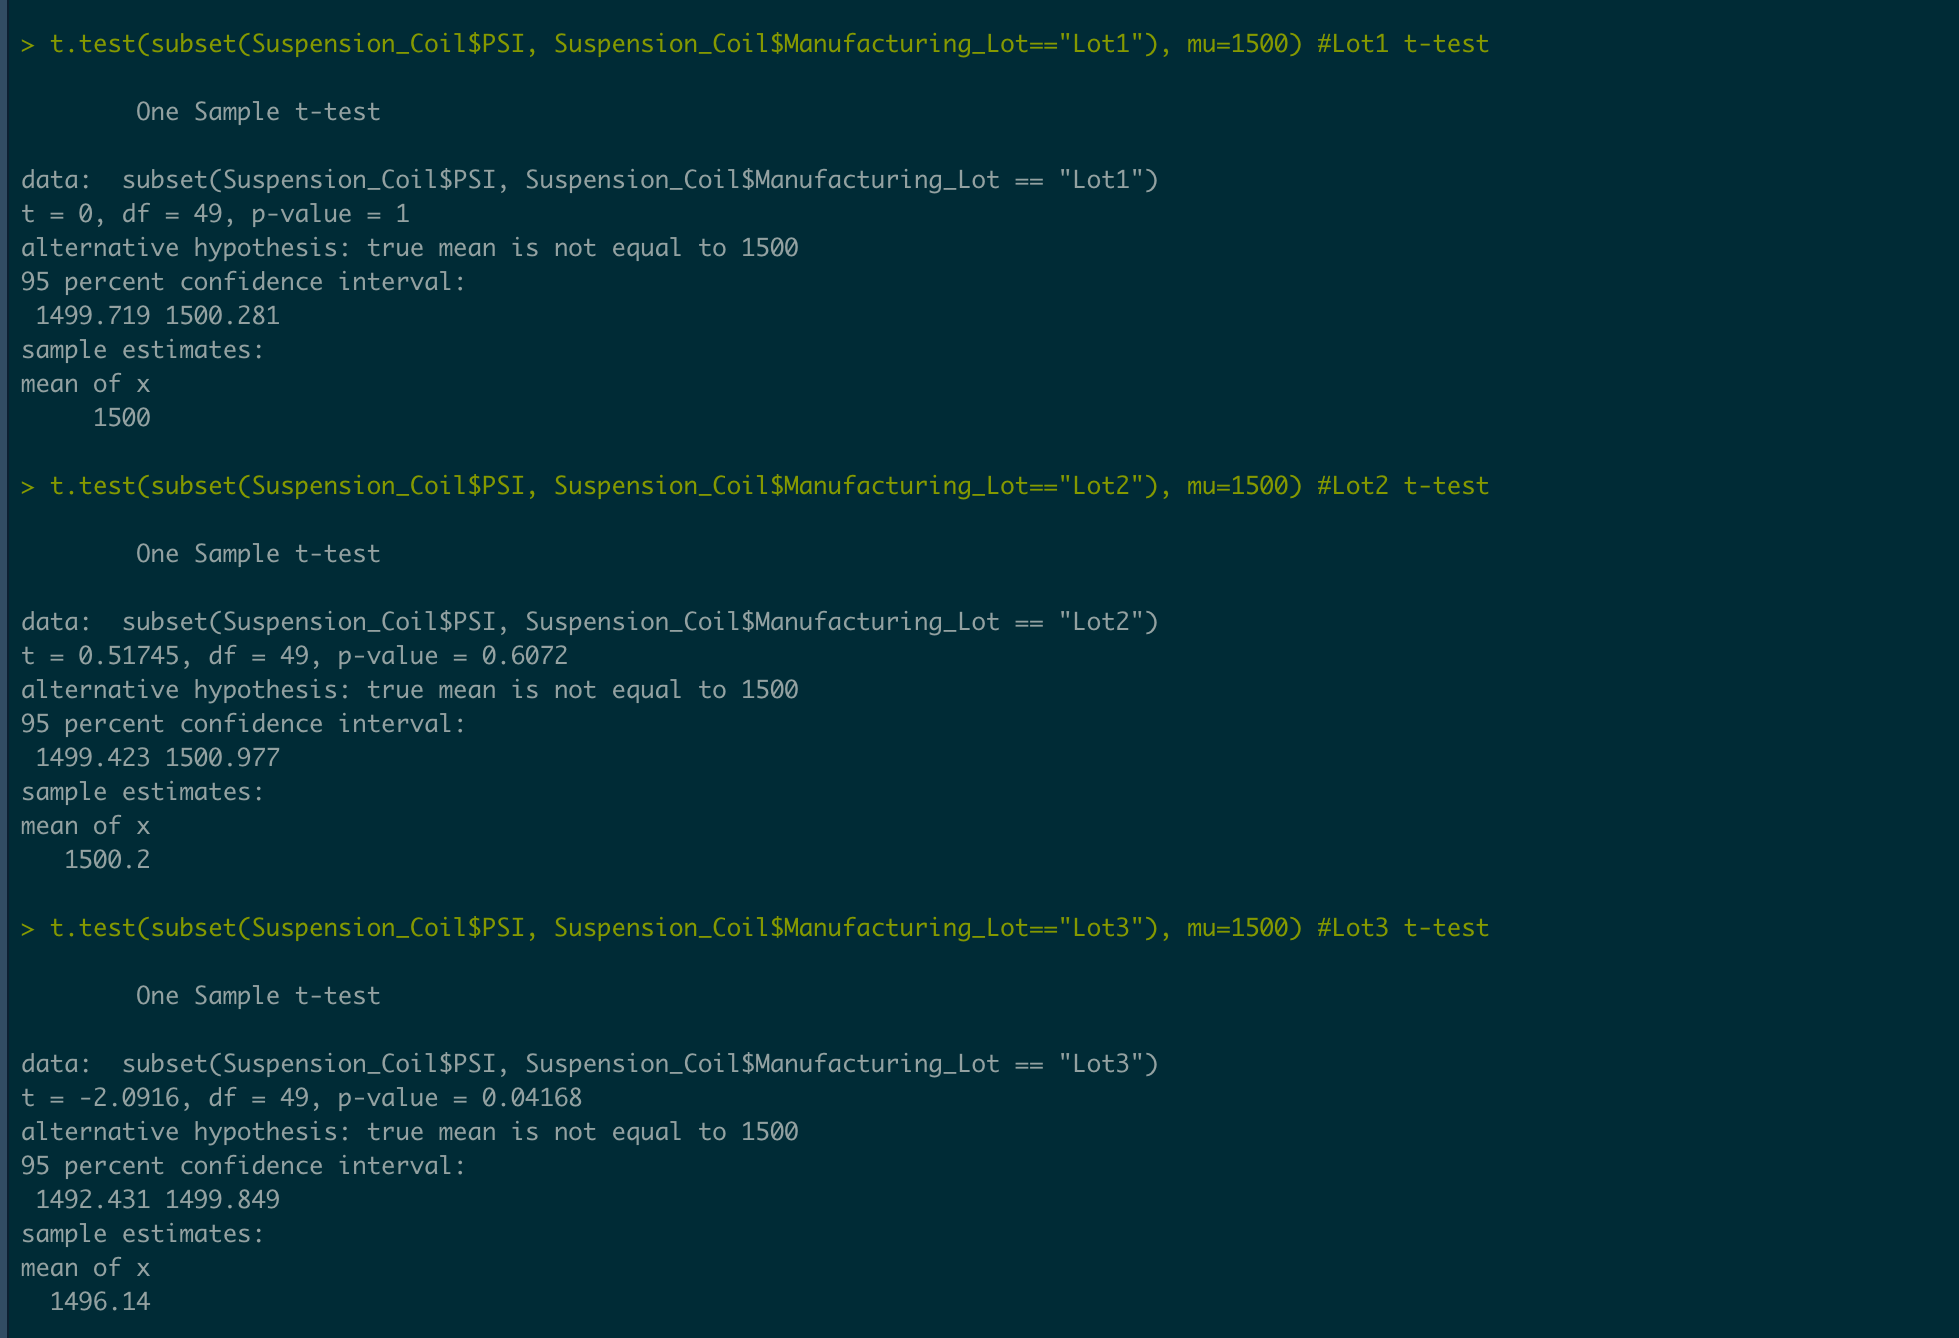 > t.test(subset(Suspension_Coil$PSI, Suspension_Coil$Manufacturing_Lot=="Lot1"), mu=1500) #Lot1 t-test
One Sample t-test
data:  subset(Suspension_Coil$PSI, Suspension_Coil$Manufacturing_Lot == "Lot1")
t = 0, df = 49, p-value = 1
alternative hypothesis: true mean is not equal to 1500
95 percent confidence interval:
1499.719 1500.281
sample estimates:
mean of x
1500
> t.test(subset(Suspension_Coil$PSI, Suspension_Coil$Manufacturing_Lot=="Lot2"), mu=1500) #Lot2 t-test
One Sample t-test
data:  subset(Suspension_Coil$PSI, Suspension_Coil$Manufacturing_Lot == "Lot2")
t = 0.51745, df = 49, p-value = 0.6072
alternative hypothesis: true mean is not equal to 1500
95 percent confidence interval:
1499.423 1500.977
sample estimates:
mean of x
1500.2
> t.test(subset(Suspension_Coil$PSI, Suspension_Coil$Manufacturing_Lot=="Lot3"), mu=1500) #Lot3 t-test
One Sample t-test
data:  subset(Suspension_Coil$PSI, Suspension_Coil$Manufacturing_Lot == "Lot3")
t = -2.0916, df = 49, p-value = 0.04168
alternative hypothesis: true mean is not equal to 1500
95 percent confidence interval:
1492.431 1499.849
sample estimates:
mean of x
1496.14